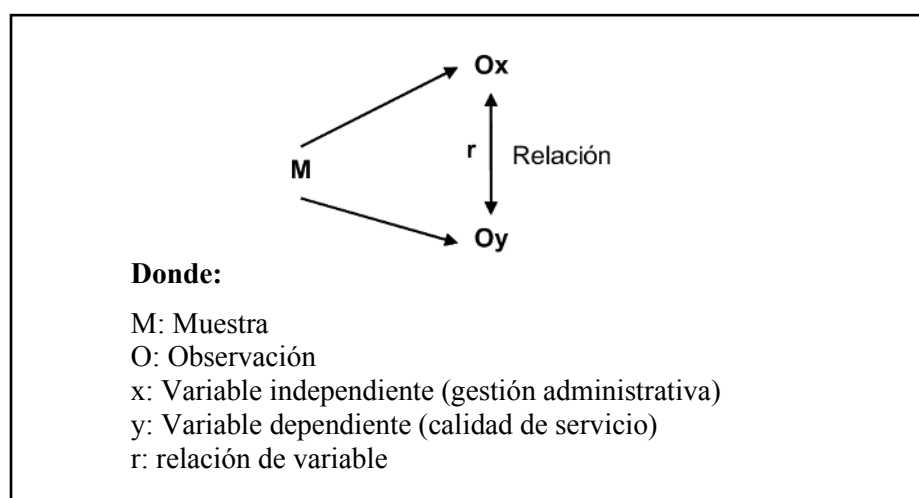 Ox
r Relación
M
Oy
Donde:
M: Muestra
O: Observación
x: Variable independiente (gestión administrativa)
y: Variable dependiente (calidad de servicio)
r: relación de variable